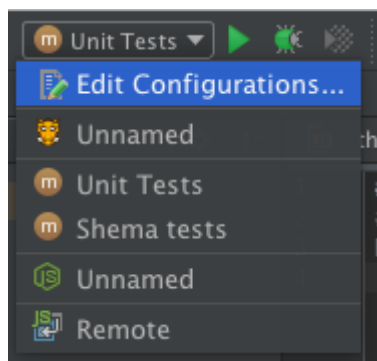 Unit Tests
Edit Configurations...
Unnamed
Unit Tests
Shema tests
Unnamed
Remote